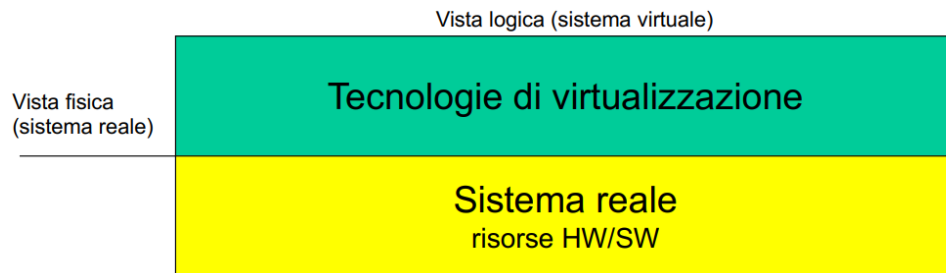 Vista logica (sistema virtuale)
Tecnologie di virtualizzazione
Vista fisica
(sistema reale)
Sistema reale
risorse HW/SW